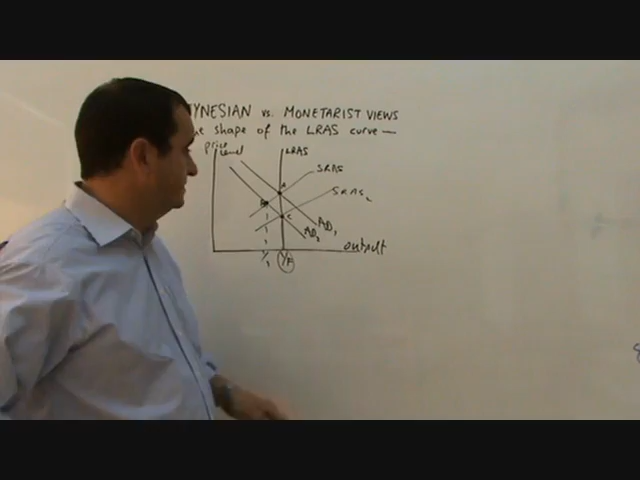 YNESIAN vs. MONETARIST VIEWS
e shape of the LRAS curve—
price level
LRAS
SRAS
A
SRAS2
B
C
AD1
AD2
output
Y1
YF